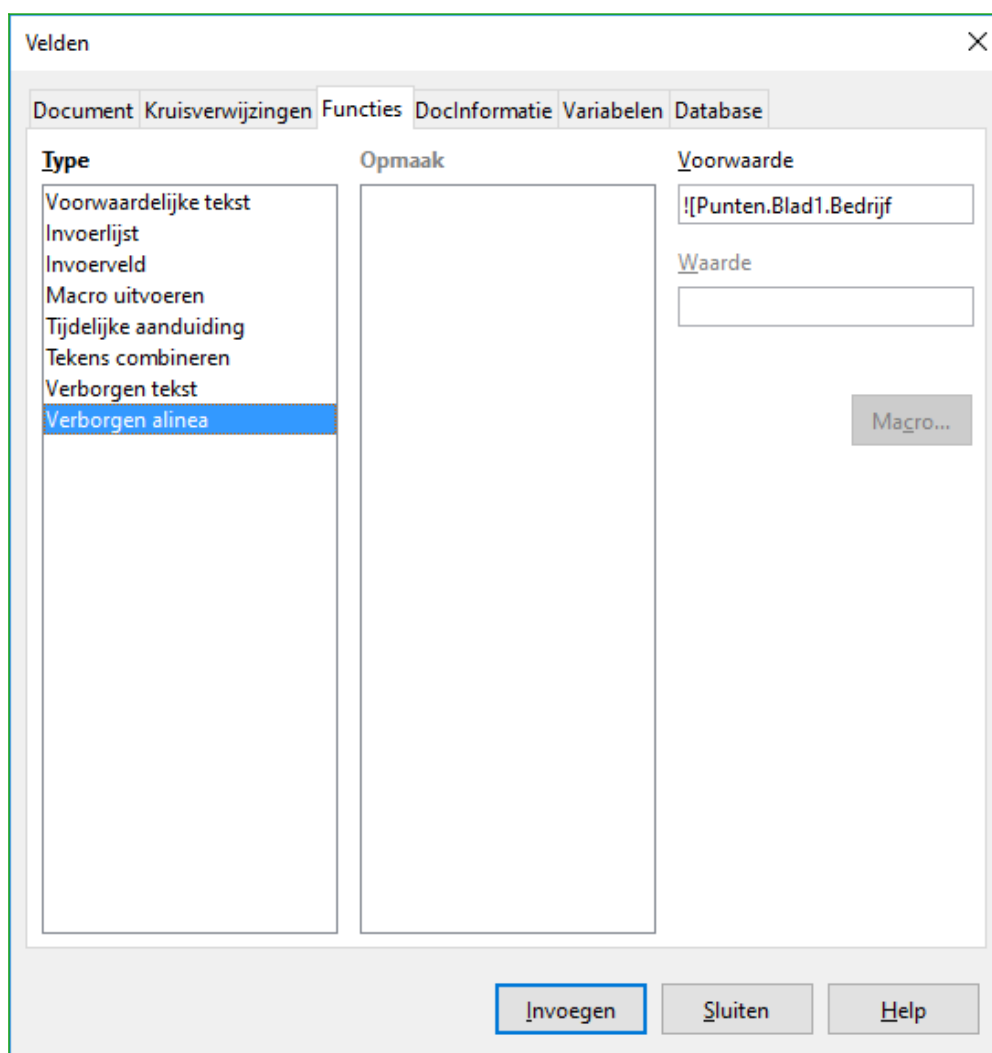 Velden
Document Kruisverwijzingen Functies DocInformatie Variabelen Database
Type
Opmaak
Voorwaarde
Voorwaardelijke tekst
Invoerlijst
Invoerveld
Macro uitvoeren
Tijdelijke aanduiding
Tekens combineren
Verborgen tekst
Verborgen alinea
![Punten.Blad1.Bedrijf
Waarde
Macro...
Invoegen
Sluiten
Help